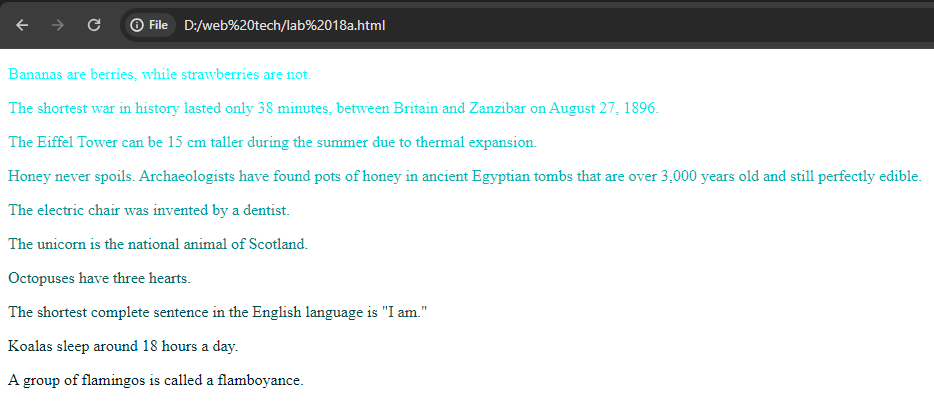 File D:/web%20tech/lab%2018a.html
Bananas are berries, while strawberries are not.
The shortest war in history lasted only 38 minutes, between Britain and Zanzibar on August 27, 1896.
The Eiffel Tower can be 15 cm taller during the summer due to thermal expansion.
Honey never spoils. Archaeologists have found pots of honey in ancient Egyptian tombs that are over 3,000 years old and still perfectly edible.
The electric chair was invented by a dentist.
The unicorn is the national animal of Scotland.
Octopuses have three hearts.
The shortest complete sentence in the English language is "I am."
Koalas sleep around 18 hours a day.
A group of flamingos is called a flamboyance.